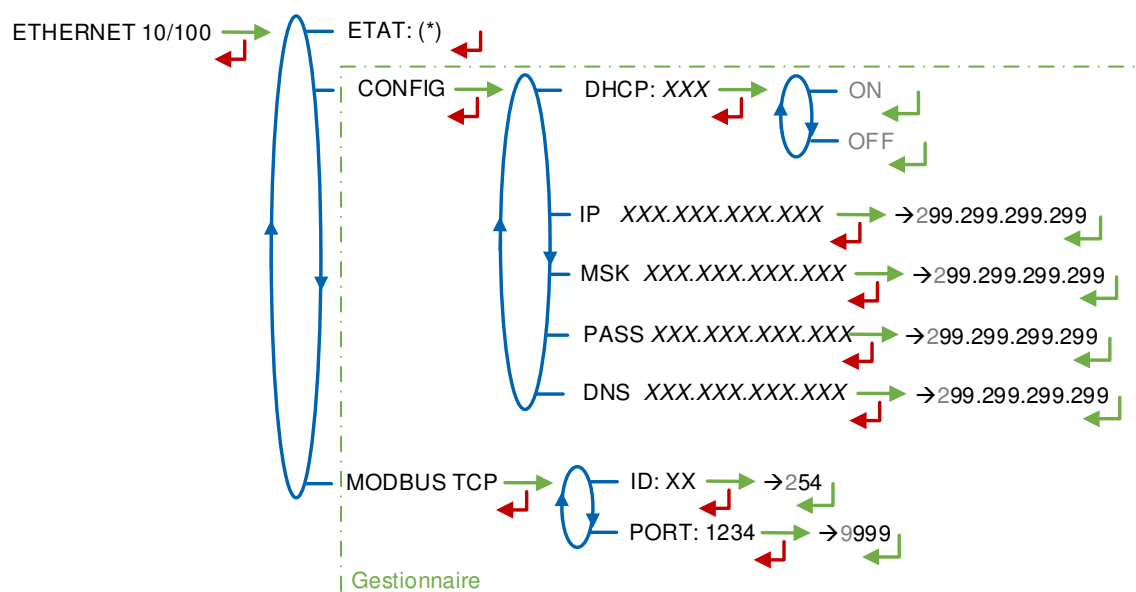 ETHERNET 10/100 ETAT: (*)
CONFIG DHCP: XXX ON
OFF
IP XXX.XXX.XXX.XXX →299.299.299.299
MSK XXX.XXX.XXX.XXX →299.299.299.299
PASS XXX.XXX.XXX.XXX →299.299.299.299
DNS XXX.XXX.XXX.XXX →299.299.299.299
MODBUS TCP ID: XX →254
PORT: 1234 →9999
Gestionnaire